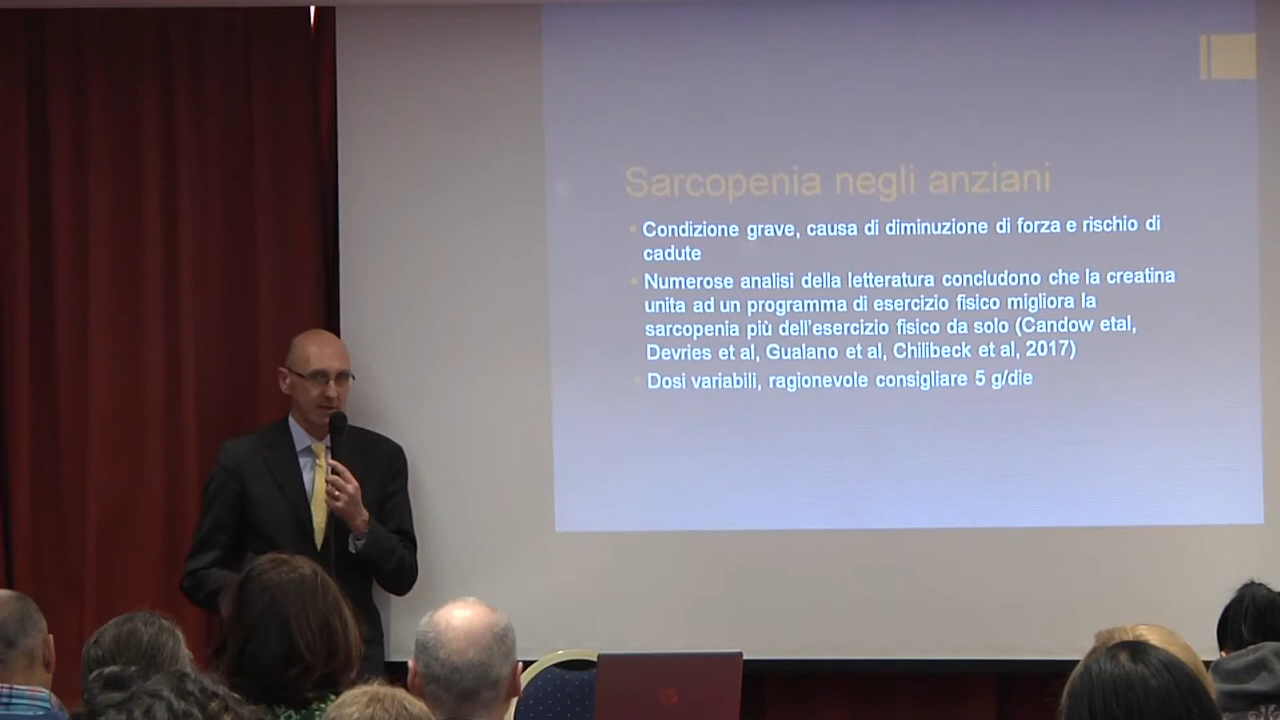 Sarcopenia negli anziani
Condizione grave, causa di diminuzione di forza e rischio di
cadute
Numerose analisi della letteratura concludono che la creatina
unita ad un programma di esercizio fisico migliora la
sarcopenia più dell'esercizio fisico da solo (Candow etal,
Devries et al, Gualano et al, Chilibeck et al, 2017)
Dosi variabili, ragionevole consigliare 5 g/die